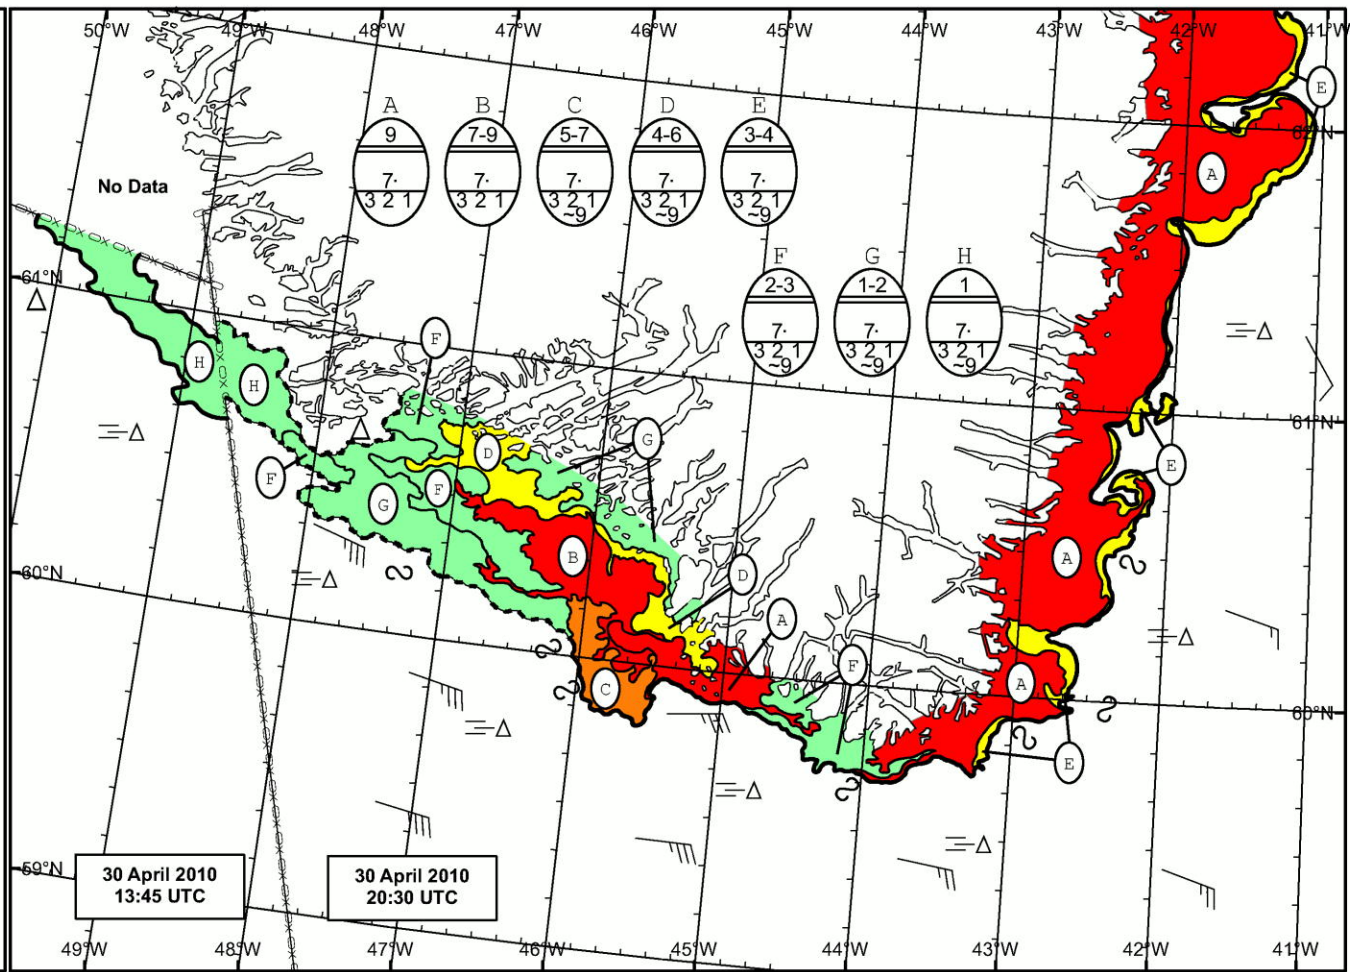 50°W 49°W 48°W 47°W 46°W 45°W 44°W 43°W 42°W 41°W
E
A B C D E
9 7-9 5-7 4-6 3-4
62°N
7· 7· 7· 7· 7·
3 2 1 3 2 1 3 2 1 3 2 1 3 2 1
~9 ~9 ~9 ~9
A
No Data
F G H
61°N
2-3 1-2 1
7· 7· 7·
3 2 1 3 2 1 3 2 1
~9 ~9 ~9
F
H
H
61°N
G
D
E
F
F
G
B
A
60°N
D
A
F
C
A
60°N
E
59°N
30 April 2010
13:45 UTC
30 April 2010
20:30 UTC
49°W 48°W 47°W 46°W 45°W 44°W 43°W 42°W 41°W